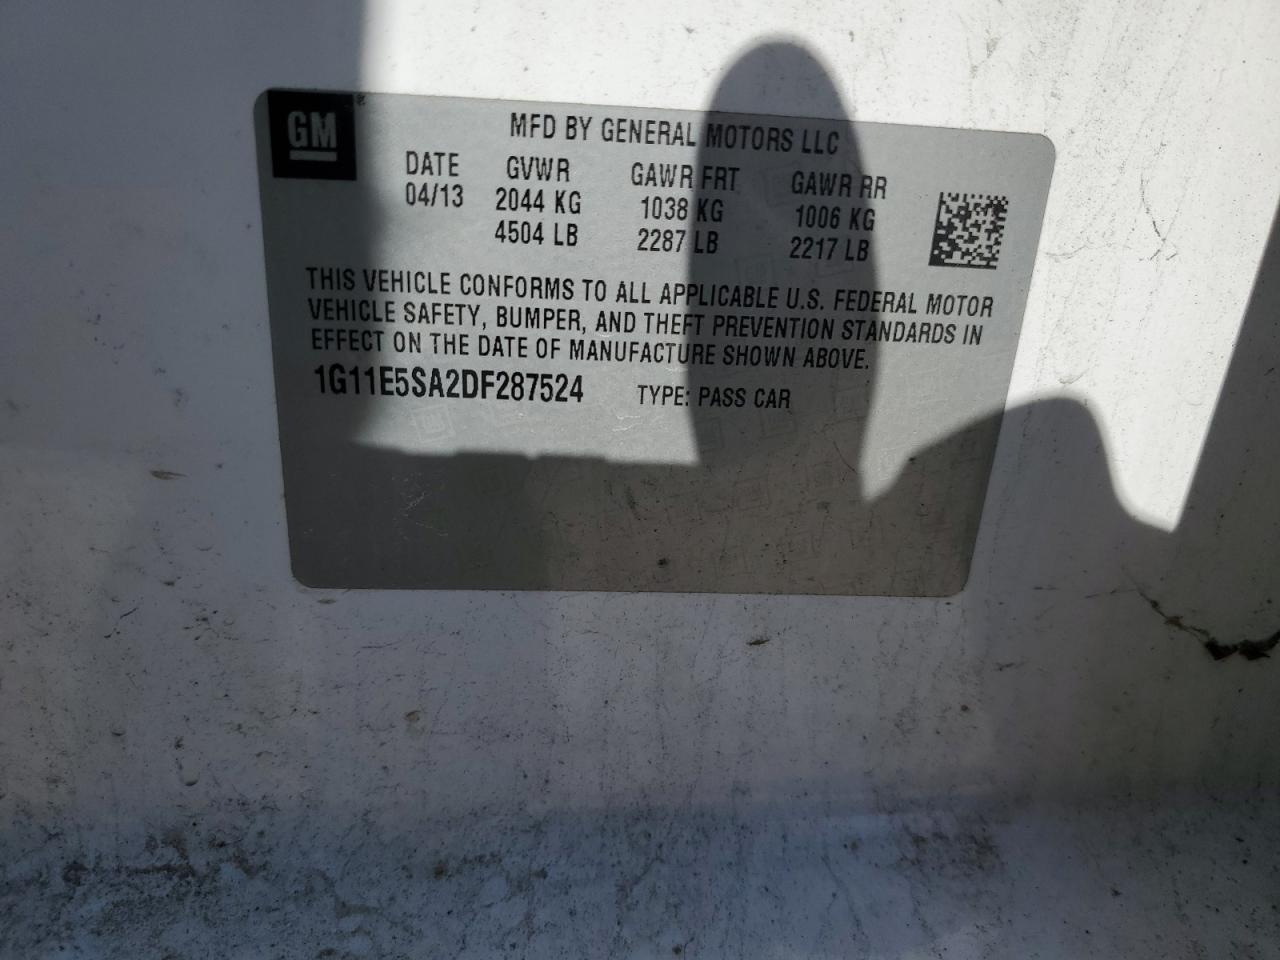 GM
MFD BY GENERAL MOTORS LLC
DATE GVWR GAWR FRT GAWR RR
04/13 2044 KG 1038 KG 1006 KG
4504 LB 2287 LB 2217 LB
THIS VEHICLE CONFORMS TO ALL APPLICABLE U.S. FEDERAL MOTOR
VEHICLE SAFETY, BUMPER, AND THEFT PREVENTION STANDARDS IN
EFFECT ON THE DATE OF MANUFACTURE SHOWN ABOVE.
1G11E5SA2DF287524 TYPE: PASS CAR